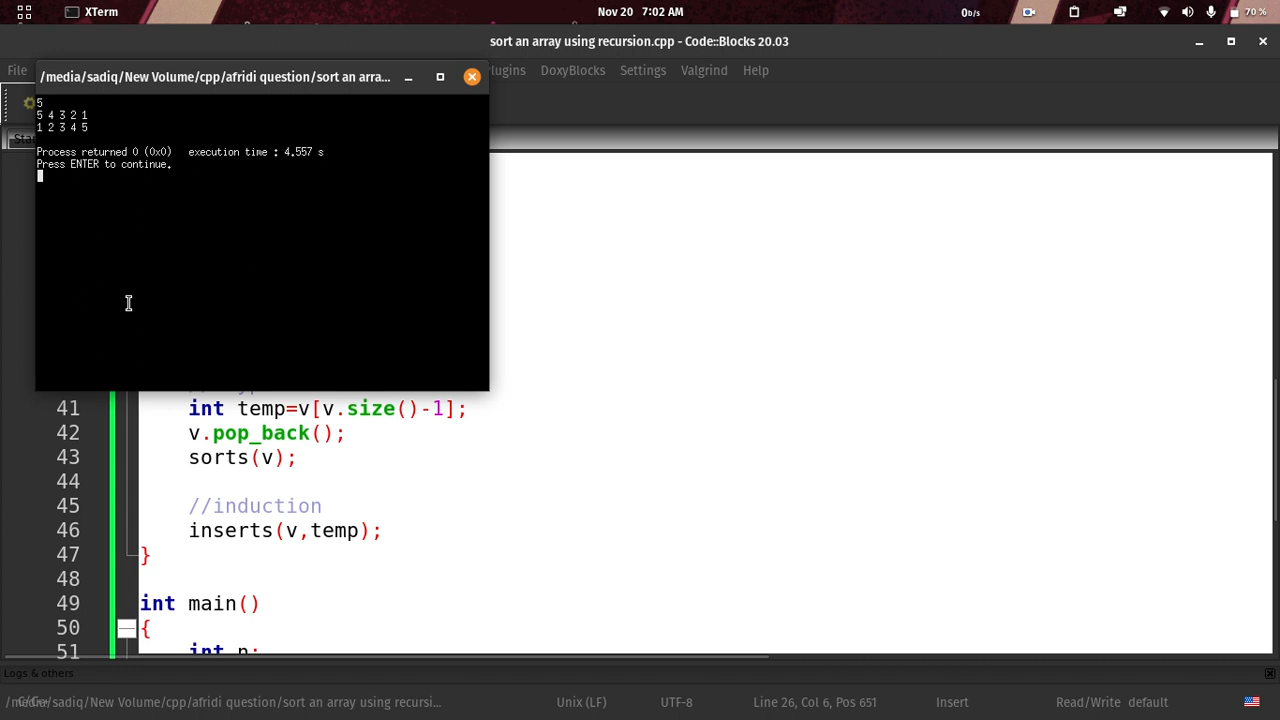 XTerm
Nov 20 7:02 AM
0b/s
70 %
sort an array using recursion.cpp - Code::Blocks 20.03
File
Plugins DoxyBlocks Settings Valgrind Help
/media/sadiq/New Volume/cpp/afridi question/sort an arra...
5
5 4 3 2 1
1 2 3 4 5
Process returned 0 (0x0) execution time : 4.557 s
Press ENTER to continue.
41 int temp=v[v.size()-1];
42 v.pop_back();
43 sorts(v);
44
45 //induction
46 inserts(v,temp);
47 }
48
49 int main()
50 {
51 int n;
Logs & others
/media/sadiq/New Volume/cpp/afridi question/sort an array using recursi...
Unix (LF)
UTF-8
Line 26, Col 6, Pos 651
Insert
Read/Write default